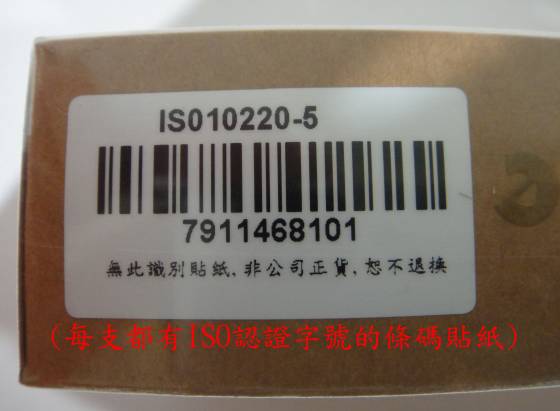 ISO10220-5
7911468101
無此識別貼紙,非公司正貨,恕不退換
(每支都有ISO認證字號的條碼貼紙)